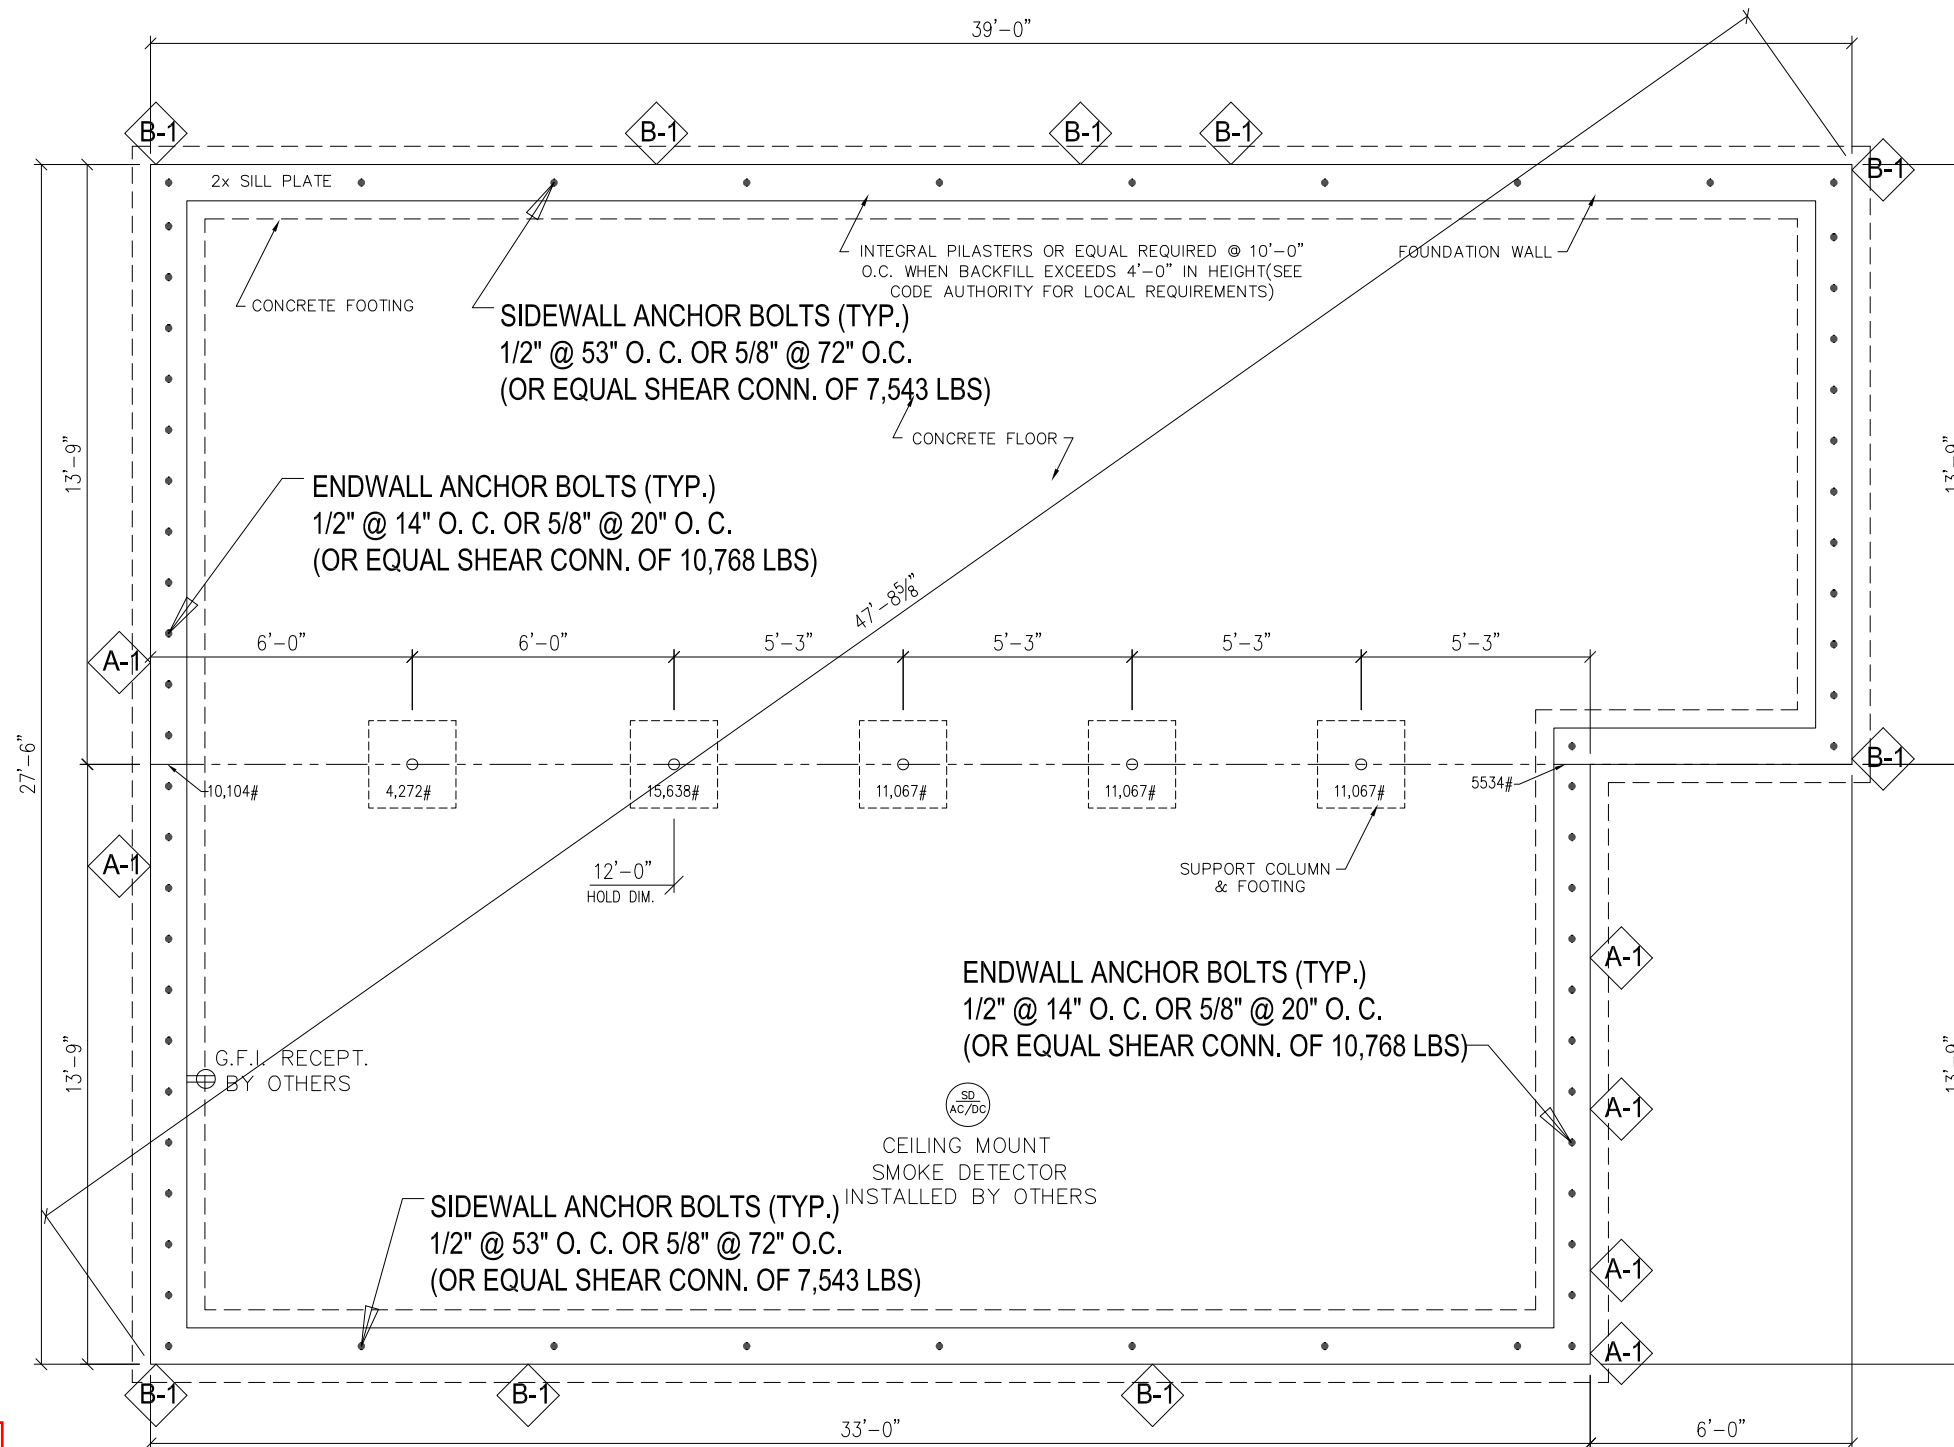 39'-0"
B-1
B-1
B-1
B-1
B-1
2x SILL PLATE
INTEGRAL PILASTERS OR EQUAL REQUIRED @ 10'-0"
O.C. WHEN BACKFILL EXCEEDS 4'-0" IN HEIGHT(SEE
CODE AUTHORITY FOR LOCAL REQUIREMENTS)
FOUNDATION WALL
CONCRETE FOOTING
SIDEWALL ANCHOR BOLTS (TYP.)
1/2" @ 53" O. C. OR 5/8" @ 72" O.C.
(OR EQUAL SHEAR CONN. OF 7,543 LBS)
CONCRETE FLOOR
13'-9"
13'-9"
ENDWALL ANCHOR BOLTS (TYP.)
1/2" @ 14" O. C. OR 5/8" @ 20" O. C.
(OR EQUAL SHEAR CONN. OF 10,768 LBS)
47'-8⅝"
A-1
6'-0"
6'-0"
5'-3"
5'-3"
5'-3"
5'-3"
27'-6"
B-1
10,104#
4,272#
15,638#
11,067#
11,067#
11,067#
5534#
A-1
12'-0"
HOLD DIM.
SUPPORT COLUMN
& FOOTING
A-1
ENDWALL ANCHOR BOLTS (TYP.)
1/2" @ 14" O. C. OR 5/8" @ 20" O. C.
(OR EQUAL SHEAR CONN. OF 10,768 LBS)
13'-9"
13'-9"
G.F.I. RECEPT.
BY OTHERS
SD
AC/DC
A-1
CEILING MOUNT
SMOKE DETECTOR
INSTALLED BY OTHERS
SIDEWALL ANCHOR BOLTS (TYP.)
1/2" @ 53" O. C. OR 5/8" @ 72" O.C.
(OR EQUAL SHEAR CONN. OF 7,543 LBS)
A-1
A-1
B-1
B-1
B-1
33'-0"
6'-0"